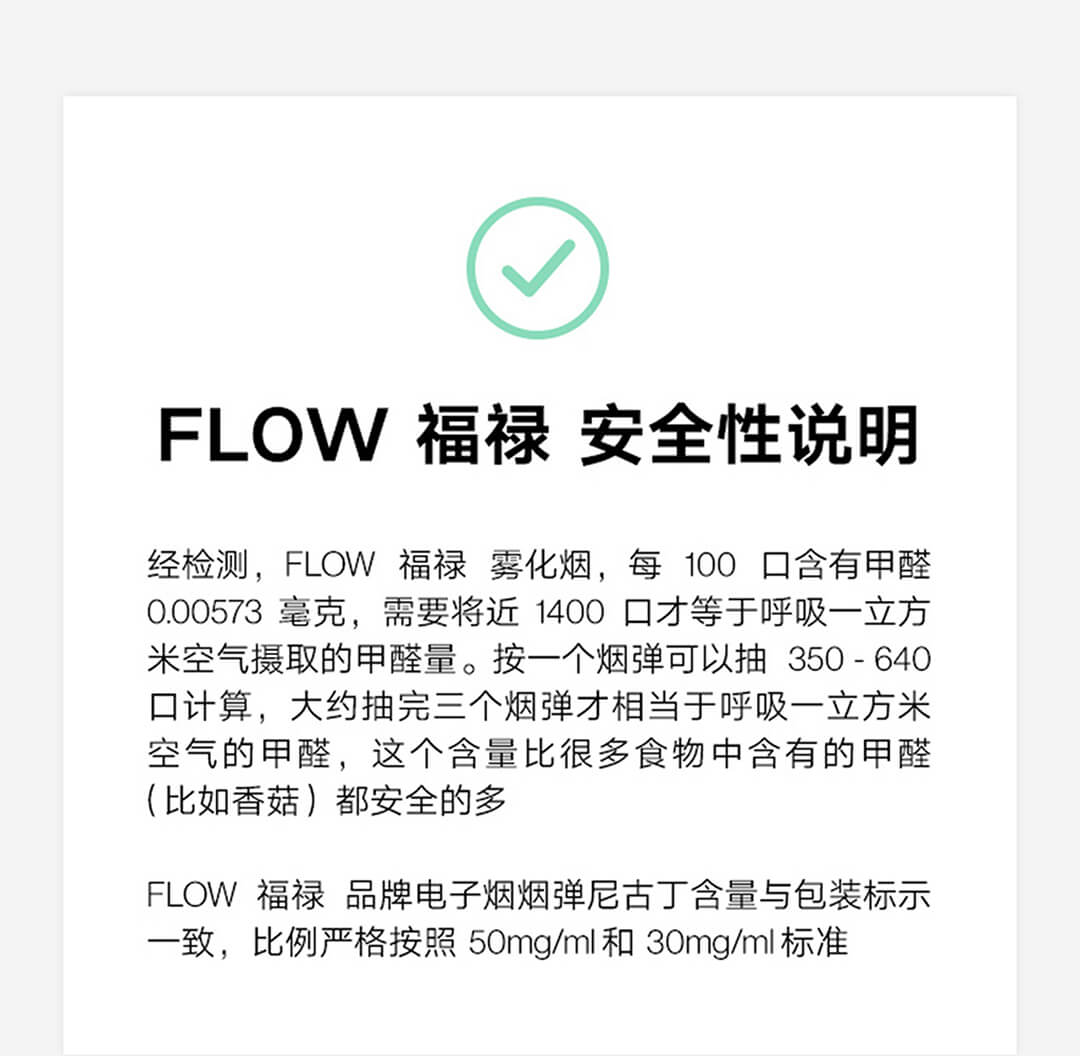 FLOW 福禄 安全性说明
经检测，FLOW 福禄 雾化烟，每 100 口含有甲醛
0.00573 毫克，需要将近 1400 口才等于呼吸一立方
米空气摄取的甲醛量。按一个烟弹可以抽 350 - 640
口计算，大约抽完三个烟弹才相当于呼吸一立方米
空气的甲醛，这个含量比很多食物中含有的甲醛
（比如香菇）都安全的多
FLOW 福禄 品牌电子烟烟弹尼古丁含量与包装标示
一致，比例严格按照 50mg/ml和 30mg/ml标准